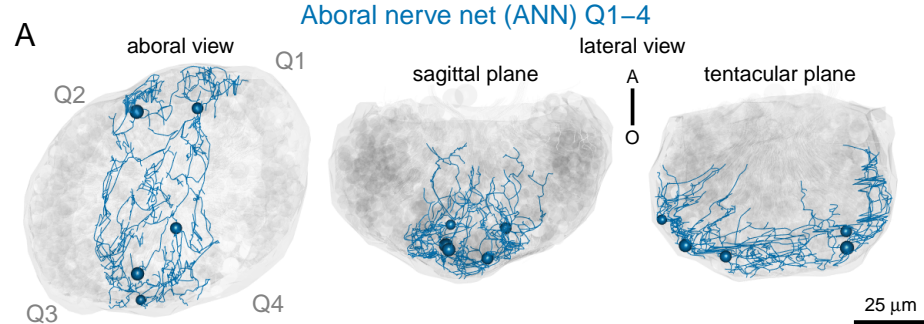 Aboral nerve net (ANN) Q1–4
A
aboral view
lateral view
sagittal plane
tentacular plane
Q1
Q2
A
O
Q3
Q4
25 µm